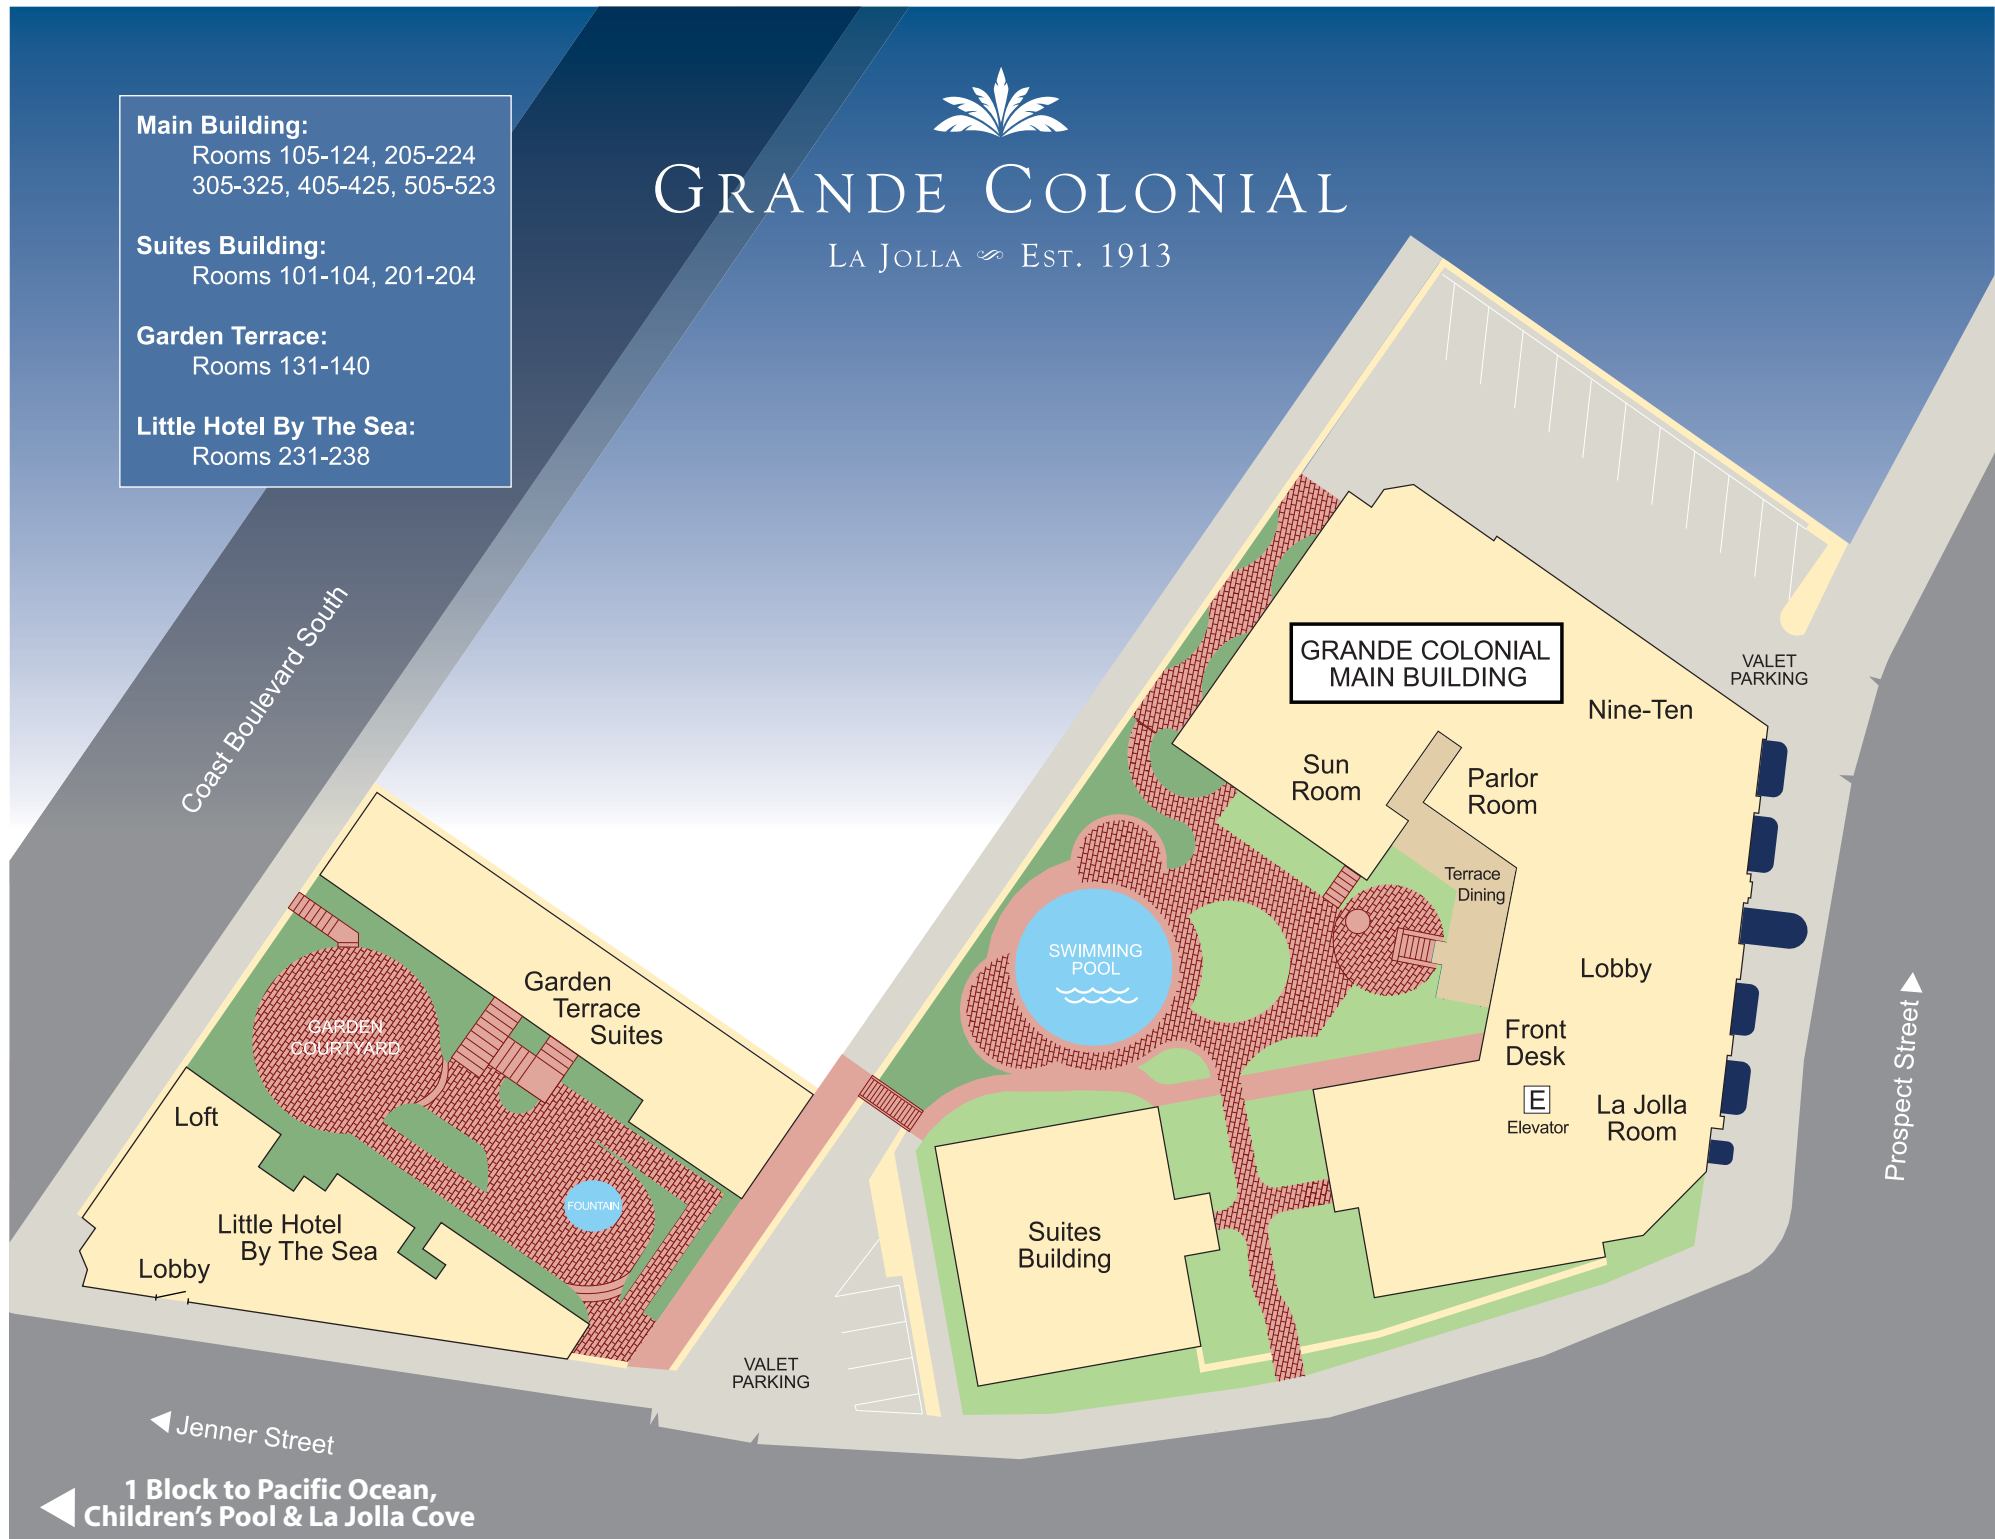 Main Building:
Rooms 105-124, 205-224
305-325, 405-425, 505-523
Suites Building:
Rooms 101-104, 201-204
Garden Terrace:
Rooms 131-140
Little Hotel By The Sea:
Rooms 231-238
GRANDE COLONIAL
LA JOLLA EST. 1913
Coast Boulevard South
GRANDE COLONIAL
MAIN BUILDING
VALET
PARKING
Nine-Ten
Sun
Room
Parlor
Room
Terrace
Dining
SWIMMING
POOL
Lobby
Front
Desk
E
Elevator
La Jolla
Room
Prospect Street
Garden
Terrace
Suites
GARDEN
COURTYARD
Loft
FOUNTAIN
Little Hotel
By The Sea
Lobby
Suites
Building
VALET
PARKING
Jenner Street
1 Block to Pacific Ocean,
Children's Pool & La Jolla Cove